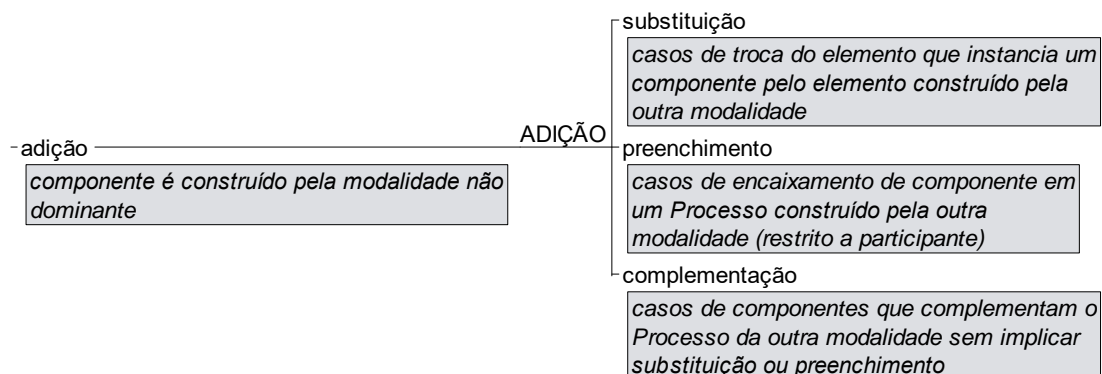 adição
componente é construído pela modalidade não
dominante
ADIÇÃO
substituição
casos de troca do elemento que instancia um
componente pelo elemento construído pela
outra modalidade
preenchimento
casos de encaixamento de componente em
um Processo construído pela outra
modalidade (restrito a participante)
complementação
casos de componentes que complementam o
Processo da outra modalidade sem implicar
substituição ou preenchimento